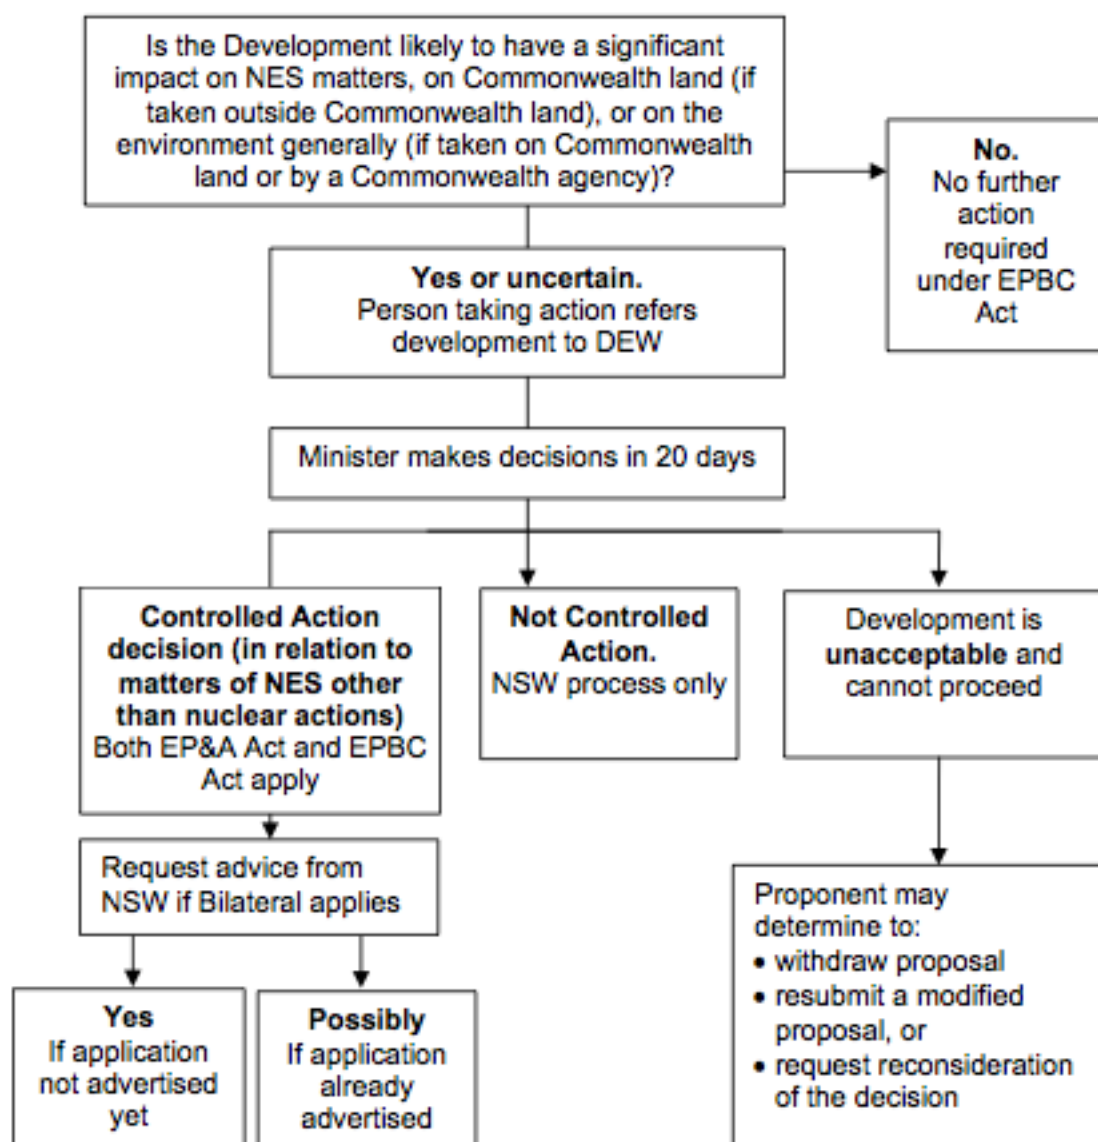 Is the Development likely to have a significant
impact on NES matters, on Commonwealth land (if
taken outside Commonwealth land), or on the
environment generally (if taken on Commonwealth
land or by a Commonwealth agency)?
No.
No further
action
required
under EPBC
Act
Yes or uncertain.
Person taking action refers
development to DEW
Minister makes decisions in 20 days
Controlled Action
decision (in relation to
matters of NES other
than nuclear actions)
Both EP&A Act and EPBC
Act apply
Not Controlled
Action.
NSW process only
Development is
unacceptable and
cannot proceed
Request advice from
NSW if Bilateral applies
Yes
If application
not advertised
yet
Possibly
If application
already
advertised
Proponent may
determine to:
• withdraw proposal
• resubmit a modified
proposal, or
• request reconsideration
of the decision